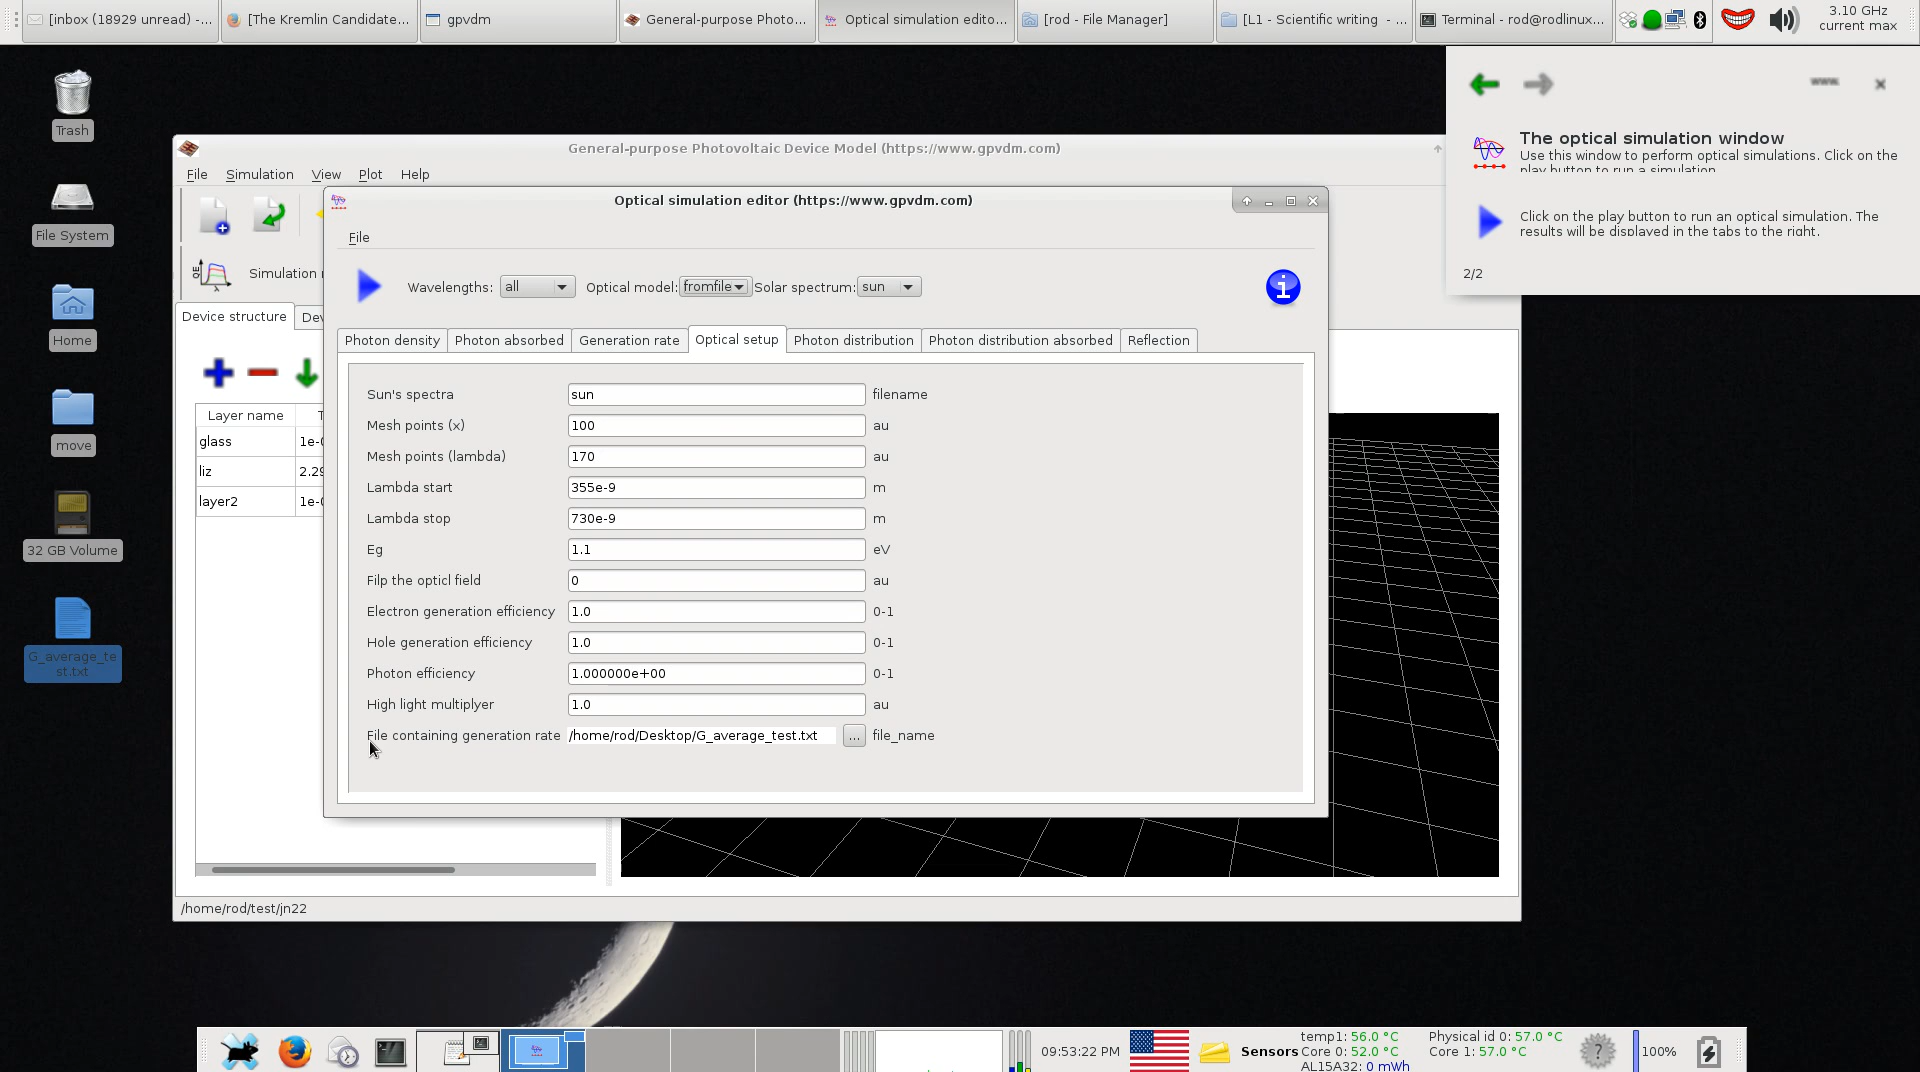 [inbox (18929 unread) -...
[The Kremlin Candidate...
gpvdm
General-purpose Photo...
Optical simulation edito...
[rod - File Manager]
[L1 - Scientific writing - ...
Terminal - rod@rodlinux...
3.10 GHz
current max
www.
The optical simulation window
Use this window to perform optical simulations. Click on the
play button to run a simulation
Click on the play button to run an optical simulation. The
results will be displayed in the tabs to the right.
2/2
Trash
File System
Home
move
32 GB Volume
G_average_te
st.txt
General-purpose Photovoltaic Device Model (https://www.gpvdm.com)
File Simulation View Plot Help
QE
Simulation
Device structure
Dev
Layer name
T
glass 1e-0
liz 2.29
layer2 1e-0
/home/rod/test/jn22
Optical simulation editor (https://www.gpvdm.com)
File
Wavelengths: all Optical model: fromfile Solar spectrum: sun
i
Photon density Photon absorbed Generation rate Optical setup Photon distribution Photon distribution absorbed Reflection
Sun's spectra sun filename
Mesh points (x) 100 au
Mesh points (lambda) 170 au
Lambda start 355e-9 m
Lambda stop 730e-9 m
Eg 1.1 eV
Filp the opticl field 0 au
Electron generation efficiency 1.0 0-1
Hole generation efficiency 1.0 0-1
Photon efficiency 1.000000e+00 0-1
High light multiplyer 1.0 au
File containing generation rate /home/rod/Desktop/G_average_test.txt ... file_name
09:53:22 PM
Sensors
temp1: 56.0 °C
Core 0: 52.0 °C
AL15A32: 0 mWh
Physical id 0: 57.0 °C
Core 1: 57.0 °C
?
100%